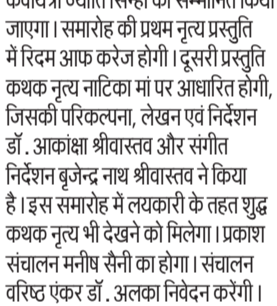 कवयित्री ज्योति सिन्हा को सम्मानित किया
जाएगा। समारोह की प्रथम नृत्य प्रस्तुति
में रिदम आफ करेज होगी। दूसरी प्रस्तुति
कथक नृत्य नाटिका मां पर आधारित होगी,
जिसकी परिकल्पना, लेखन एवं निर्देशन
डॉ. आकांक्षा श्रीवास्तव और संगीत
निर्देशन बृजेन्द्र नाथ श्रीवास्तव ने किया
है। इस समारोह में लयकारी के तहत शुद्ध
कथक नृत्य भी देखने को मिलेगा। प्रकाश
संचालन मनीष सैनी का होगा। संचालन
वरिष्ठ एंकर डॉ. अलका निवेदन करेंगी।